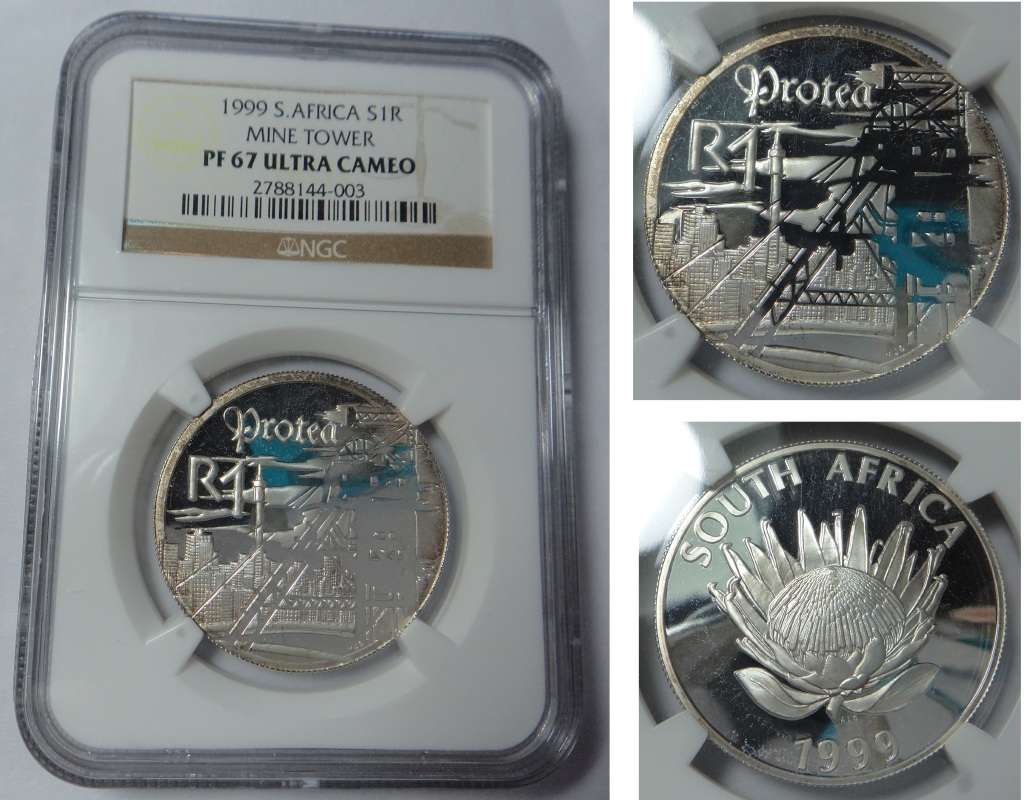 1999 S.AFRICA S1R
MINE TOWER
PF 67 ULTRA CAMEO
2788144-003
NGC
Protea
R1
Protea
R1
SOUTH AFRICA
1999